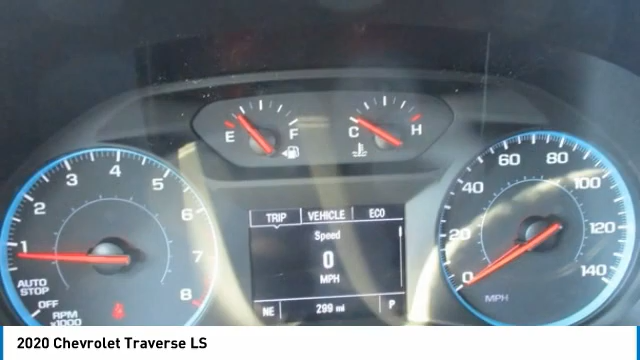 E F
C H
1 2 3 4 5 6 7 8
AUTO
STOP
OFF
RPM
x1000
TRIP VEHICLE ECO
Speed
0
MPH
NE 299 mi P
0 20 40 60 80 100 120 140
MPH
2020 Chevrolet Traverse LS